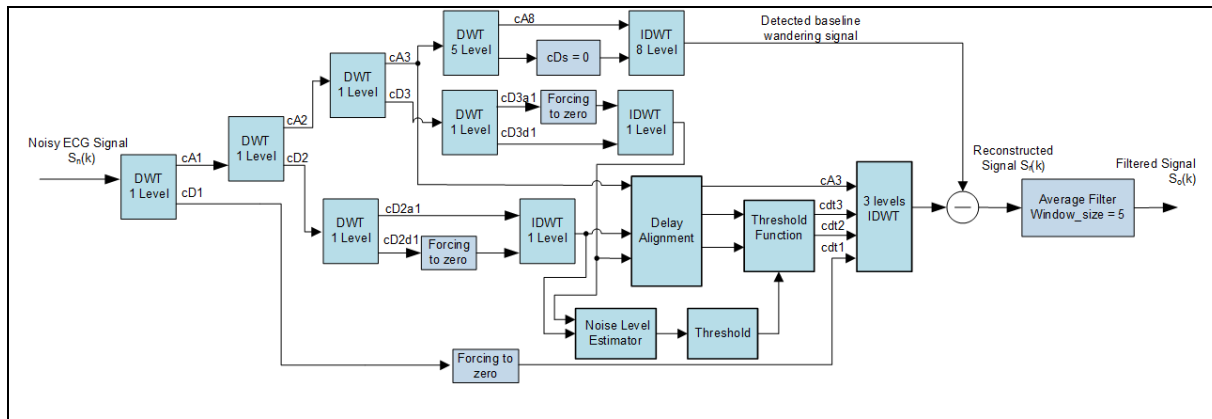 Noisy ECG Signal
Sn(k)
DWT
1 Level
cA1
cD1
DWT
1 Level
cA2
cD2
DWT
1 Level
cA3
cD3
DWT
5 Level
cA8
cDs = 0
IDWT
8 Level
Detected baseline
wandering signal
DWT
1 Level
cD3a1
cD3d1
Forcing
to zero
IDWT
1 Level
DWT
1 Level
cD2a1
cD2d1
Forcing
to zero
IDWT
1 Level
Delay
Alignment
Threshold
Function
Noise Level
Estimator
Threshold
Forcing to
zero
cA3
cdt3
cdt2
cdt1
3 levels
IDWT
Reconstructed
Signal Sf(k)
Average Filter
Window_size = 5
Filtered Signal
So(k)